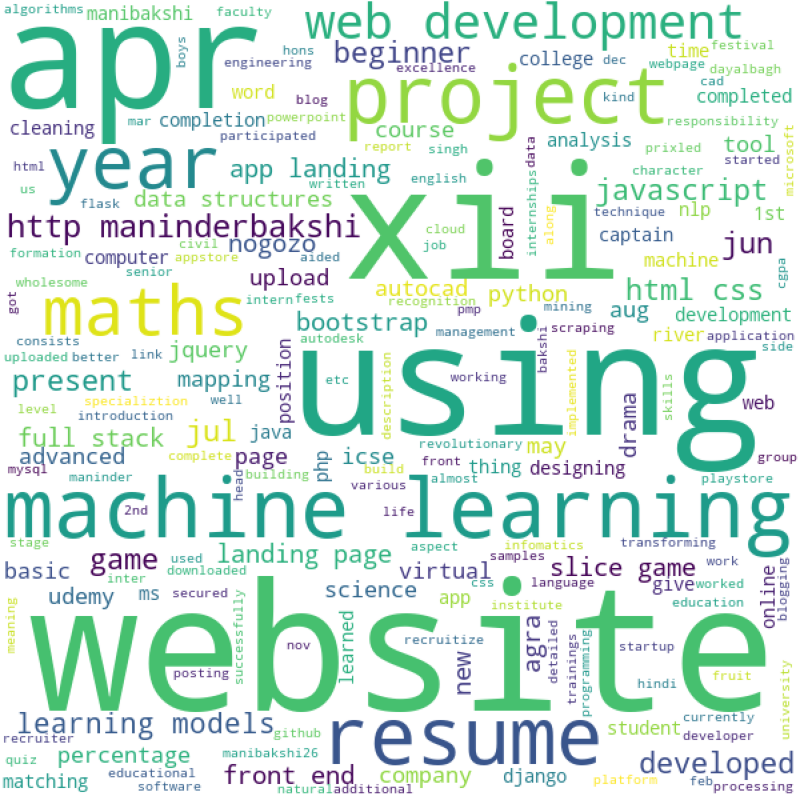 algorithms
manibakshi
faculty
apr
web development
boys
hons
engineering
beginner
excellence
college
dec
time
festival
webpage
dayalbagh
cad
completed
word
blog
powerpoint
project
kind
responsibility
cleaning
mar
completion
participated
course
report
singh
analysis
prixled
tool
started
microsoft
html
us
year
app landing
written
english
xii
internships
data
character
javascript
flask
data structures
technique
nlp
1st
http maninderbakshi
cloud
job
board
along
captain
jun
formation
civil
computer
appstore
nogozo
aided
machine
cgpa
wholesome
senior
upload
intern
fests
recognition
autocad
python
html css
got
maths
bootstrap
pmp
mining
aug
development
consists
autodesk
management
bakshi
scraping
river
application
uploaded
better
link
jquery
position
using
side
present
mapping
etc
description
working
implemented
skills
web
specializtion
well
level
introduction
full stack
jul
java
drama
may
group
advanced
complete
page
php
icse
revolutionary
front
thing
designing
mysql
maninder
head
building
build
various
almost
playstore
2nd
life
machine learning
stage
game
used
landing page
aspect
infomatics
samples
transforming
basic
inter
downloaded
virtual
slice game
work
udemy
ms
secured
science
app
css
language
give
worked
online
blogging
meaning
institute
education
website
successfully
learned
nov
posting
recruitize
new
agra
detailed
trainings
programming
startup
hindi
fruit
university
learning models
github
resume
student
currently
developer
recruiter
quiz
percentage
manibakshi26
developed
matching
educational
software
front end
company
django
platform
feb
processing
natural
additional